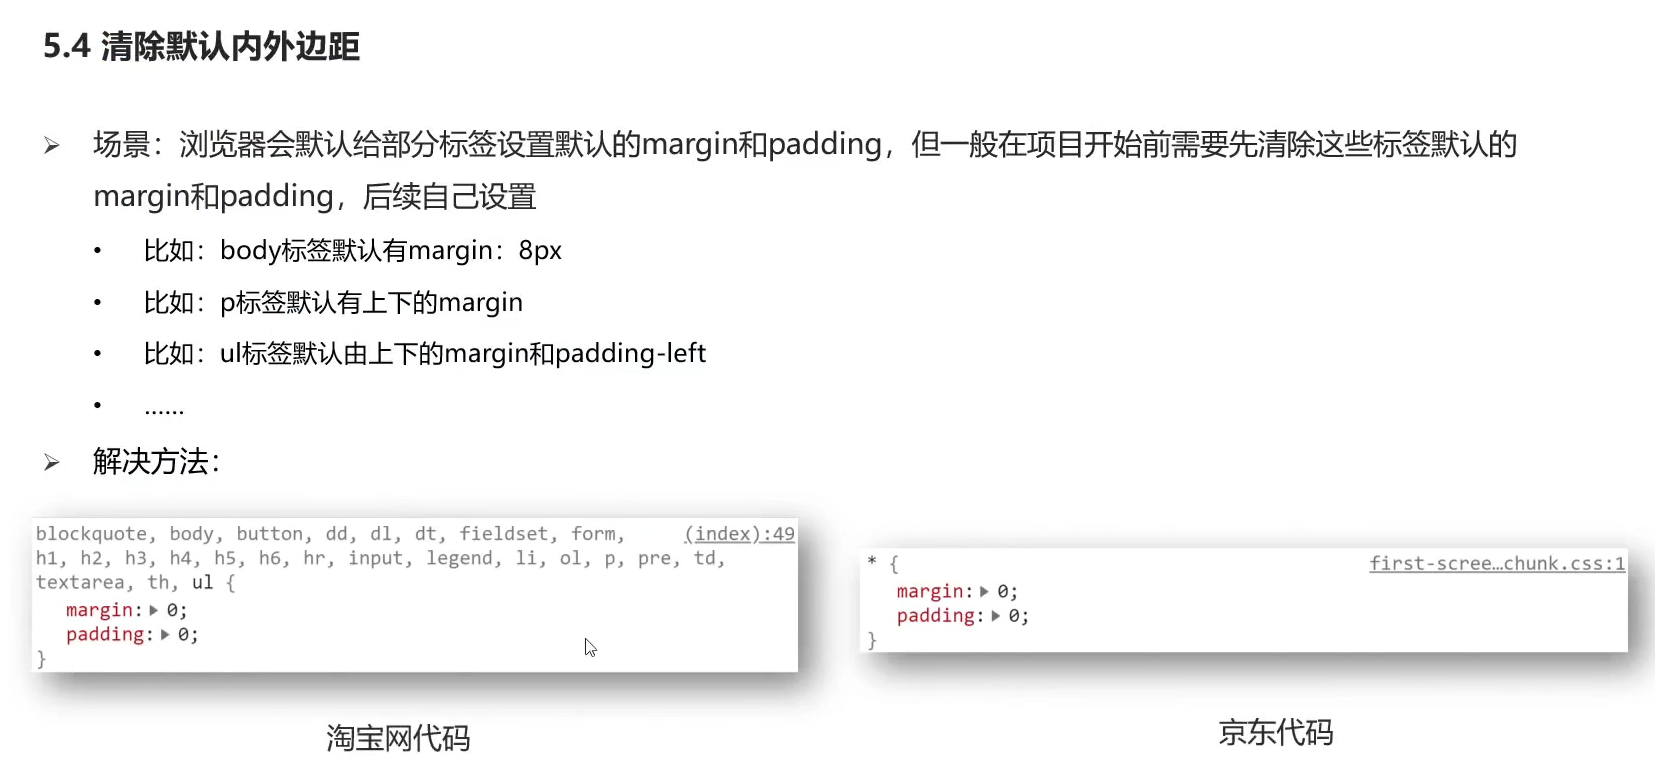 5.4 清除默认内外边距
➢ 场景：浏览器会默认给部分标签设置默认的margin和padding，但一般在项目开始前需要先清除这些标签默认的
margin和padding，后续自己设置
• 比如：body标签默认有margin：8px
• 比如：p标签默认有上下的margin
• 比如：ul标签默认由上下的margin和padding-left
• ……
➢ 解决方法：
blockquote, body, button, dd, dl, dt, fieldset, form, (index):49
h1, h2, h3, h4, h5, h6, hr, input, legend, li, ol, p, pre, td,
textarea, th, ul {
margin:▶ 0;
padding:▶ 0;
}
淘宝网代码
* { first-scree…chunk.css:1
margin:▶ 0;
padding:▶ 0;
}
京东代码